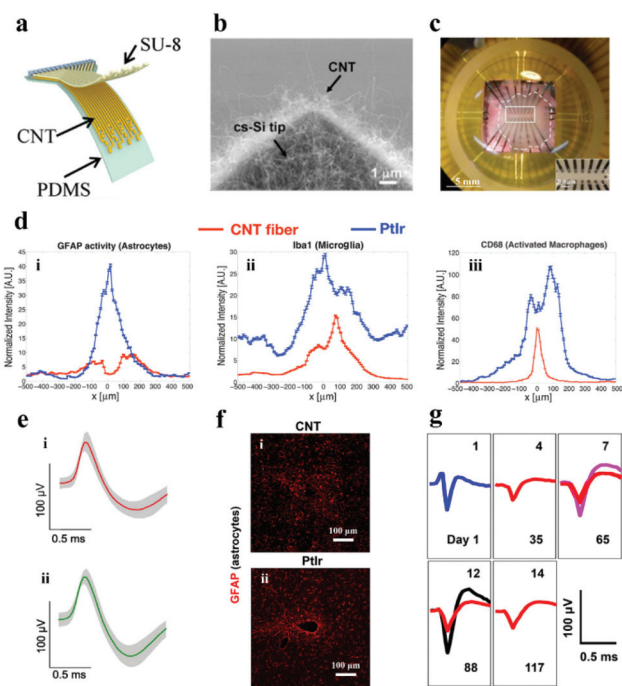 a
SU-8
CNT
PDMS
b
CNT
cs-Si tip
1 μm
c
5 mm
d
CNT fiber
PtIr
GFAP activity (Astrocytes)
i
Normalized Intensity [A.U.]
45
40
35
30
25
20
15
10
5
0
−500 −400 −300 −200 −100 0 100 200 300 400 500
x [μm]
Iba1 (Microglia)
ii
Normalized Intensity [A.U.]
30
25
20
15
10
5
0
−500 −400 −300 −200 −100 0 100 200 300 400 500
x [μm]
CD68 (Activated Macrophages)
iii
Normalized Intensity [A.U.]
120
100
80
60
40
20
0
−500 −400 −300 −200 −100 0 100 200 300 400 500
x [μm]
e
i
100 μV
0.5 ms
ii
100 μV
0.5 ms
f
CNT
i
100 μm
PtIr
ii
100 μm
GFAP (astrocytes)
g
1
Day 1
4
35
7
65
12
88
14
117
100 μV
0.5 ms